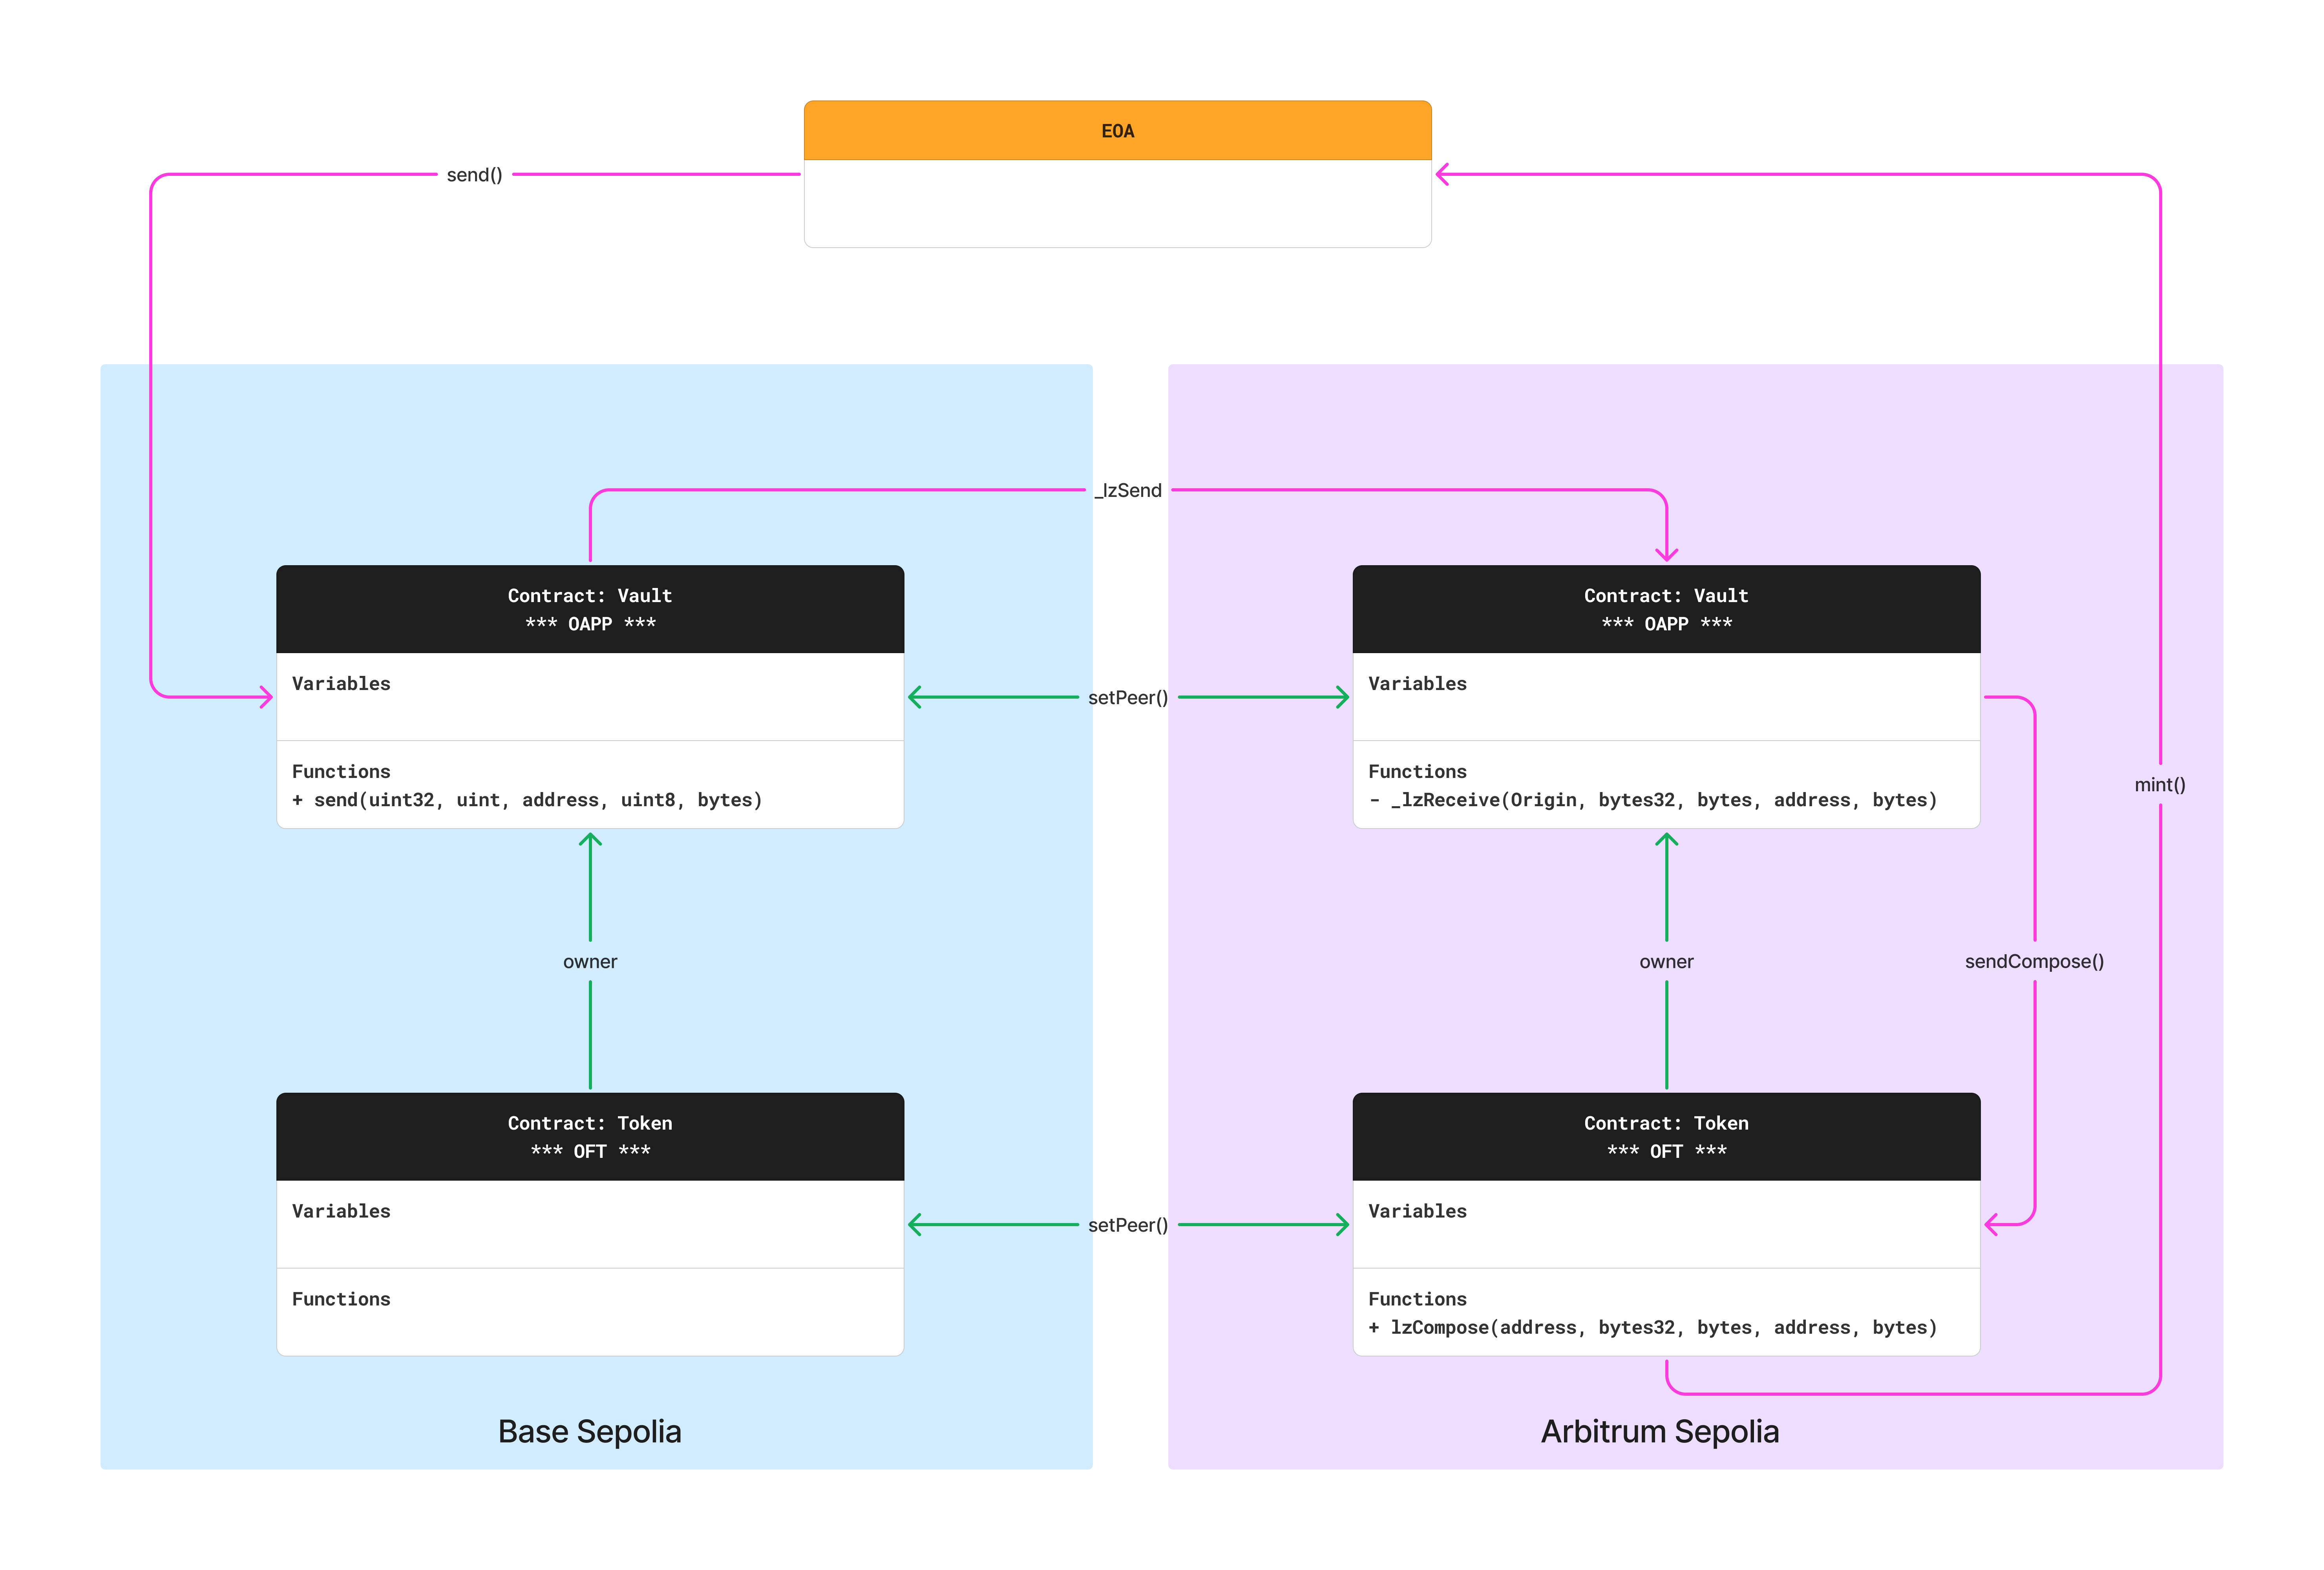 EOA
send()
_lzSend
Contract: Vault
*** OAPP ***
Variables
Functions
+ send(uint32, uint, address, uint8, bytes)
setPeer()
Contract: Vault
*** OAPP ***
Variables
Functions
- _lzReceive(Origin, bytes32, bytes, address, bytes)
mint()
owner
owner
sendCompose()
Contract: Token
*** OFT ***
Variables
Functions
setPeer()
Contract: Token
*** OFT ***
Variables
Functions
+ lzCompose(address, bytes32, bytes, address, bytes)
Base Sepolia
Arbitrum Sepolia